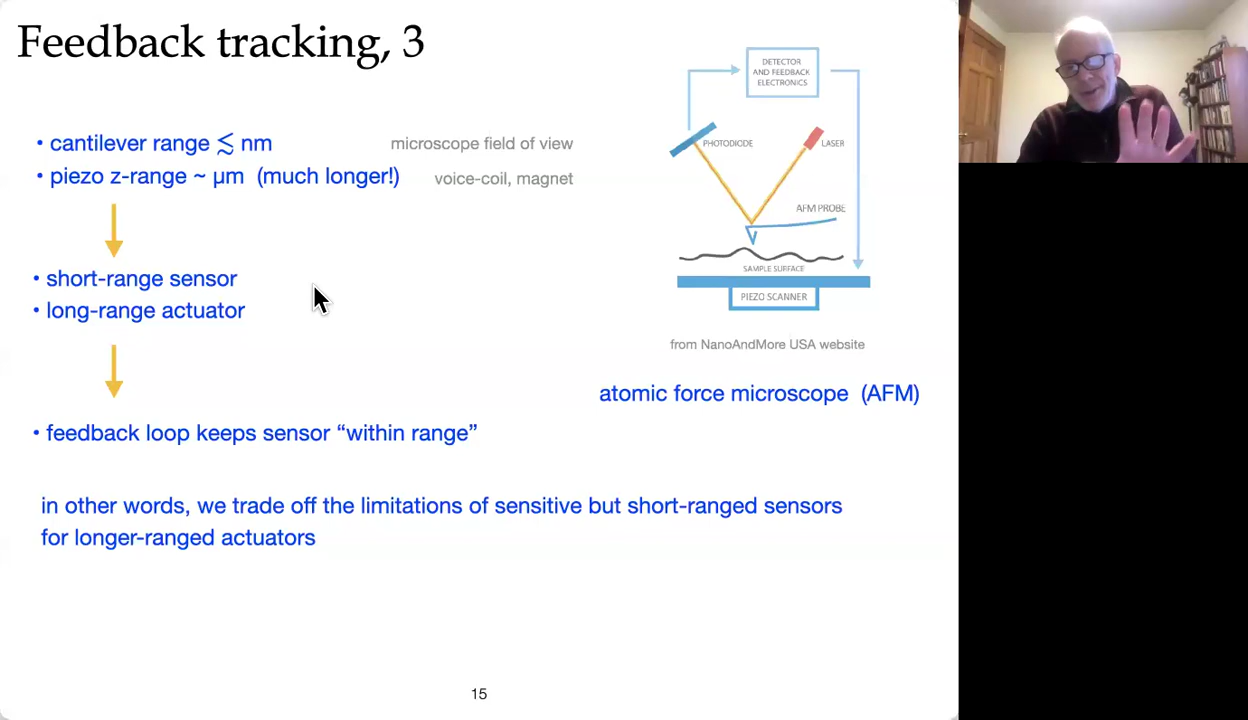 Feedback tracking, 3
• cantilever range ≲ nm
microscope field of view
• piezo z-range ~ μm (much longer!)
voice-coil, magnet
• short-range sensor
• long-range actuator
• feedback loop keeps sensor “within range”
in other words, we trade off the limitations of sensitive but short-ranged sensors
for longer-ranged actuators
DETECTOR
AND FEEDBACK
ELECTRONICS
PHOTODIODE
LASER
AFM PROBE
SAMPLE SURFACE
PIEZO SCANNER
from NanoAndMore USA website
atomic force microscope (AFM)
15